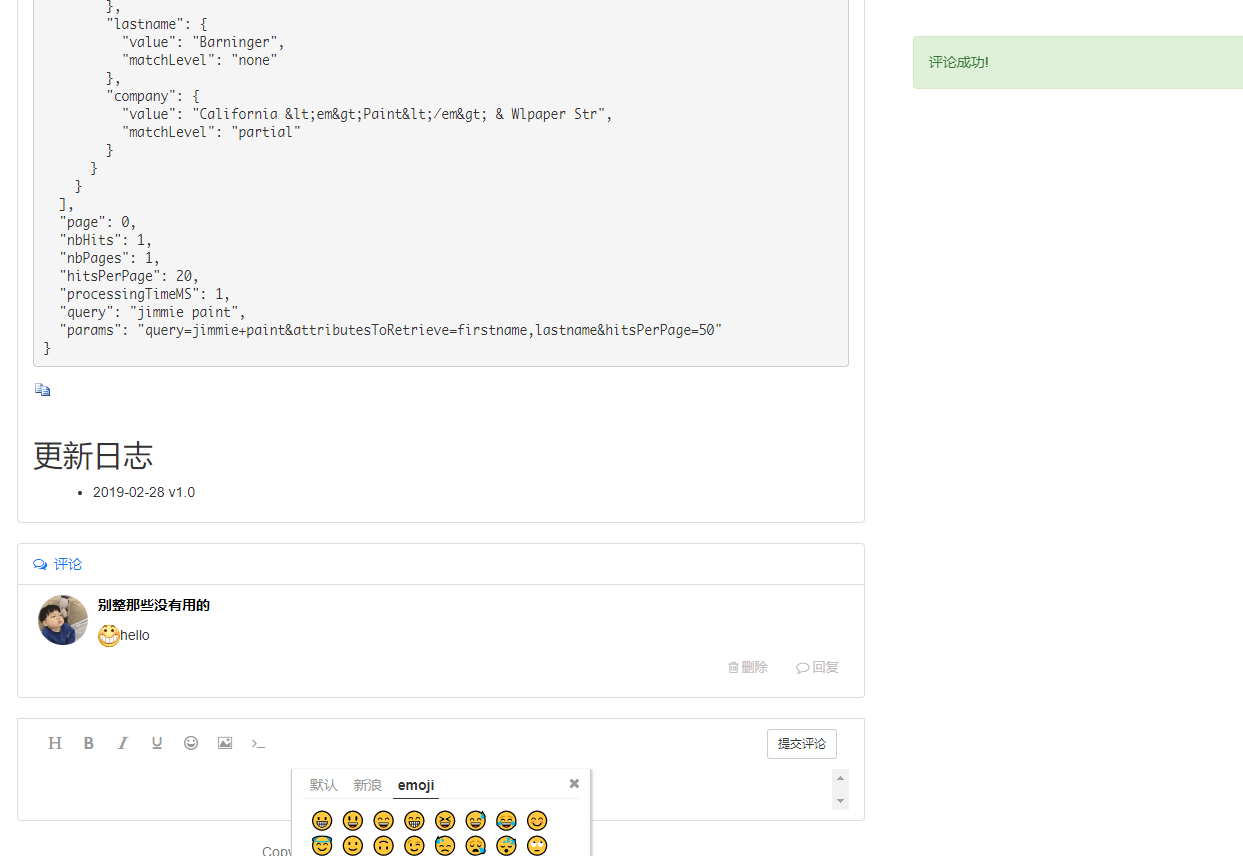 },
"lastname": {
"value": "Barninger",
"matchLevel": "none"
},
"company": {
"value": "California &lt;em&gt;Paint&lt;/em&gt; & Wlpaper Str",
"matchLevel": "partial"
}
}
}
],
"page": 0,
"nbHits": 1,
"nbPages": 1,
"hitsPerPage": 20,
"processingTimeMS": 1,
"query": "jimmie paint",
"params": "query=jimmie+paint&attributesToRetrieve=firstname,lastname&hitsPerPage=50"
}
评论成功!
更新日志
• 2019-02-28 v1.0
评论
别整那些没有用的
hello
删除 回复
H B I U >_ 提交评论
默认 新浪 emoji ×
Copy